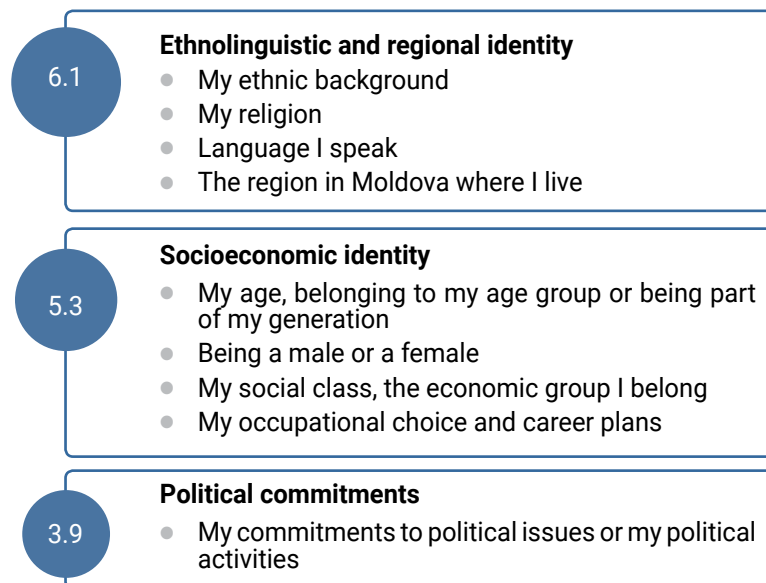 6.1
Ethnolinguistic and regional identity
● My ethnic background
● My religion
● Language I speak
● The region in Moldova where I live
5.3
Socioeconomic identity
● My age, belonging to my age group or being part
of my generation
● Being a male or a female
● My social class, the economic group I belong
● My occupational choice and career plans
3.9
Political commitments
● My commitments to political issues or my political
activities